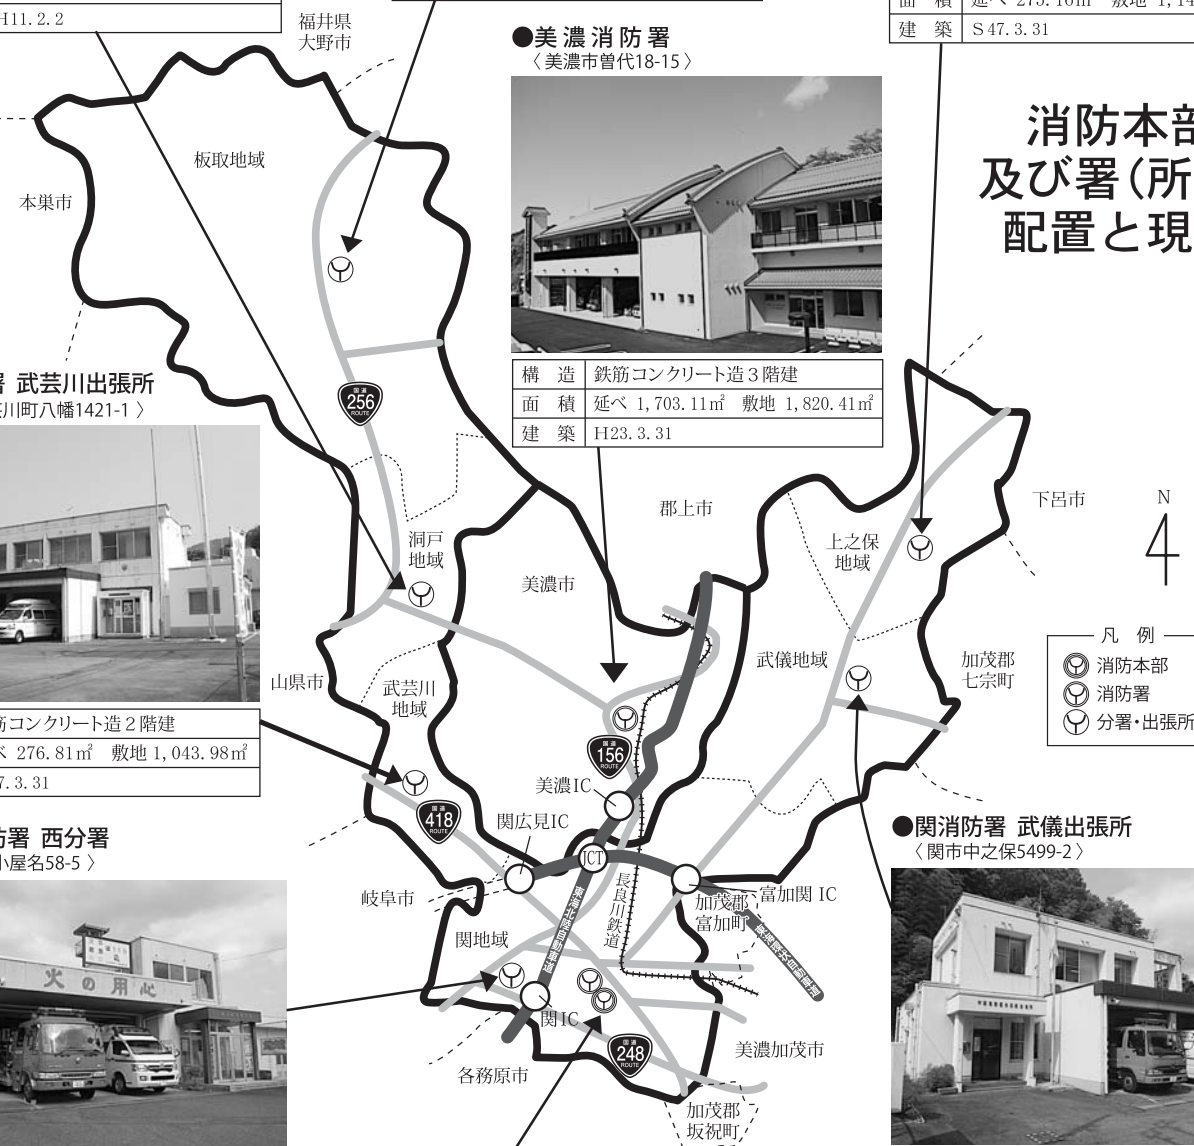 H11.2.2
福井県
大野市
●美濃消防署
〈美濃市曽代18-15〉
建 築 S47.3.31
消防本部
及び署(所
配置と現
板取地域
本巣市
構 造 鉄筋コンクリート造3階建
面 積 延べ 1,703.11㎡ 敷地 1,820.41㎡
建 築 H23.3.31
署 武芸川出張所
芸川町八幡1421-1 〉
国道
256
ROUTE
郡上市
下呂市
N
洞戸
地域
上之保
地域
美濃市
凡 例
消防本部
消防署
分署・出張所
武儀地域
加茂郡
七宗町
山県市
武芸川
地域
筋コンクリート造2階建
べ 276.81㎡ 敷地 1,043.98㎡
7.3.31
国道
156
ROUTE
美濃IC
国道
418
ROUTE
関広見IC
防署 西分署
小屋名58-5 〉
●関消防署 武儀出張所
〈関市中之保5499-2〉
JCT
岐阜市
富加関 IC
加茂郡
富加町
長良川鉄道
東海北陸自動車道
東海環状自動車道
関地域
火の用心
関IC
国道
248
ROUTE
美濃加茂市
各務原市
加茂郡
坂祝町